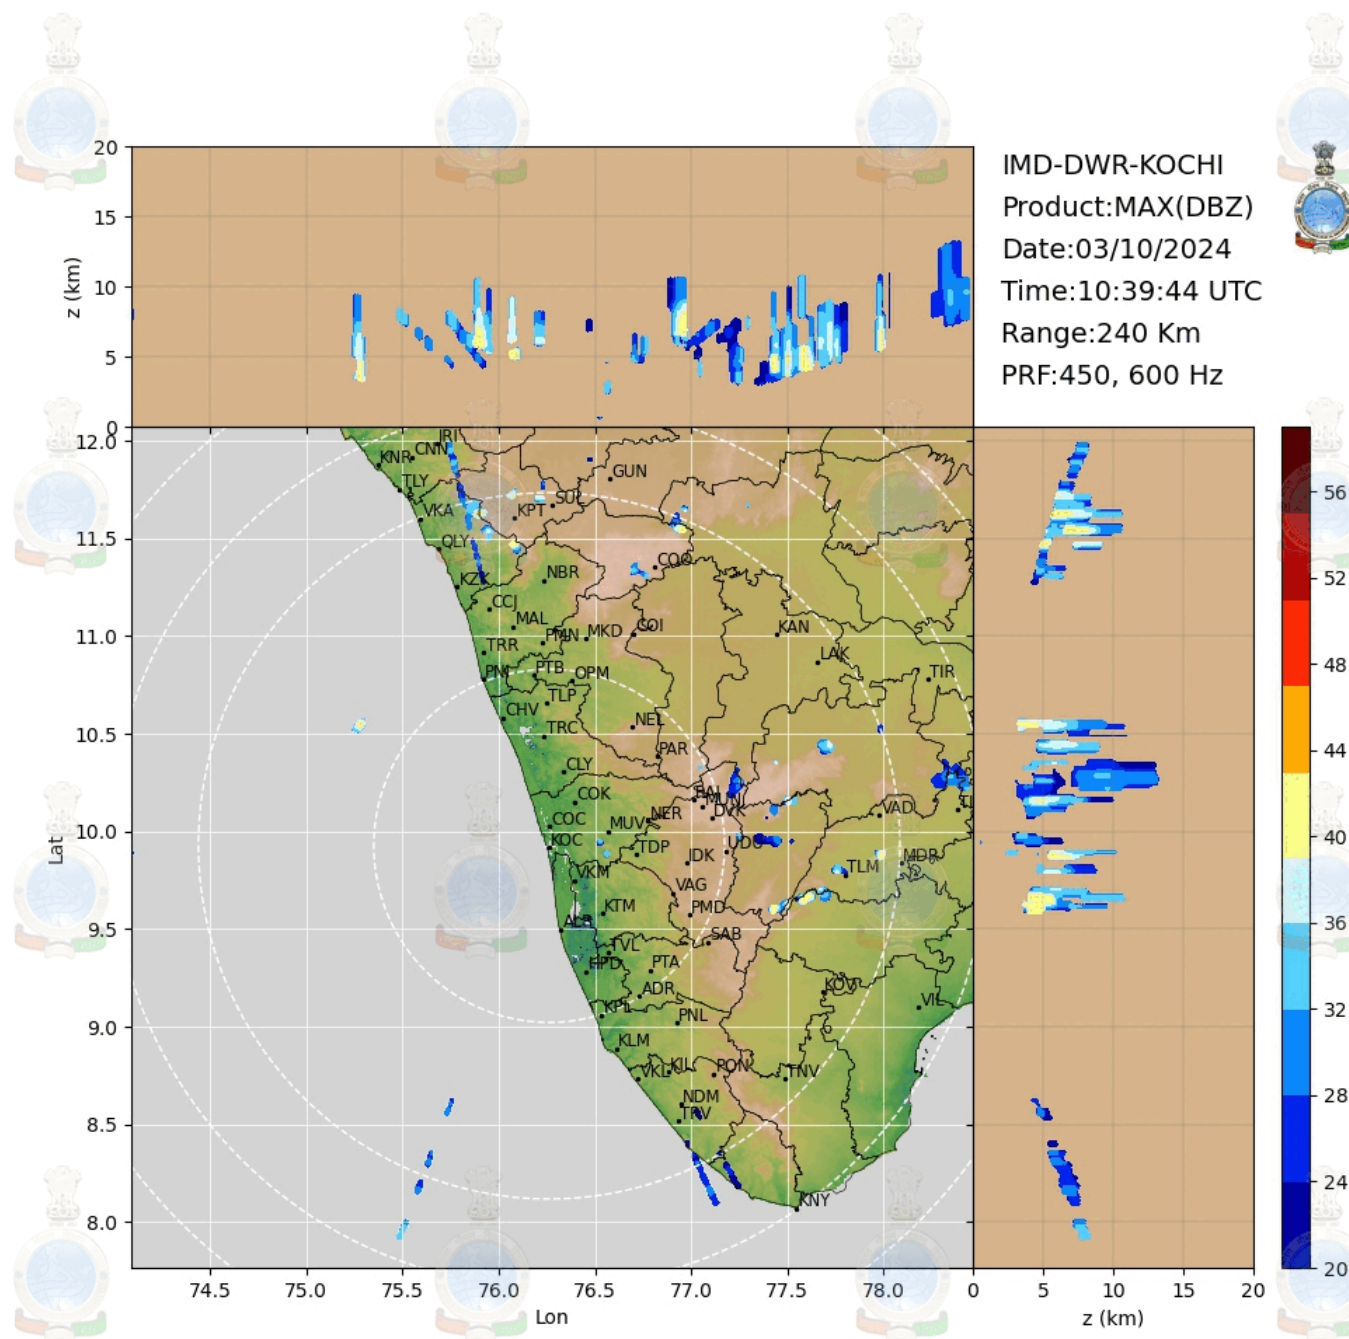 IMD-DWR-KOCHI
Product:MAX(DBZ)
Date:03/10/2024
Time:10:39:44 UTC
Range:240 Km
PRF:450, 600 Hz
20
15
10
5
0
z (km)
12.0
11.5
11.0
10.5
10.0
9.5
9.0
8.5
8.0
Lat
IRI
CNN
KNR
GUN
TLY
SUL
VKA
KPT
QLY
COO
KZK
NBR
CCJ
MAL
PMN
MKD
COI
KAN
TRR
LAK
PNI
PTB
OPM
TIR
TLP
CHV
NEL
TRC
PAR
CLY
COK
MUN
NER
DVK
VAD
COC
MUV
KOC
TDP
UDU
IDK
TLM
MDR
VKM
VAG
KTM
PMD
ALP
SAB
TVL
HPD
PTA
ADR
KOV
VIL
KPL
PNL
KLM
VKL
KIL
PON
TNV
NDM
TRV
KNY
74.5 75.0 75.5 76.0 76.5 77.0 77.5 78.0
Lon
0 5 10 15 20
z (km)
56
52
48
44
40
36
32
28
24
20